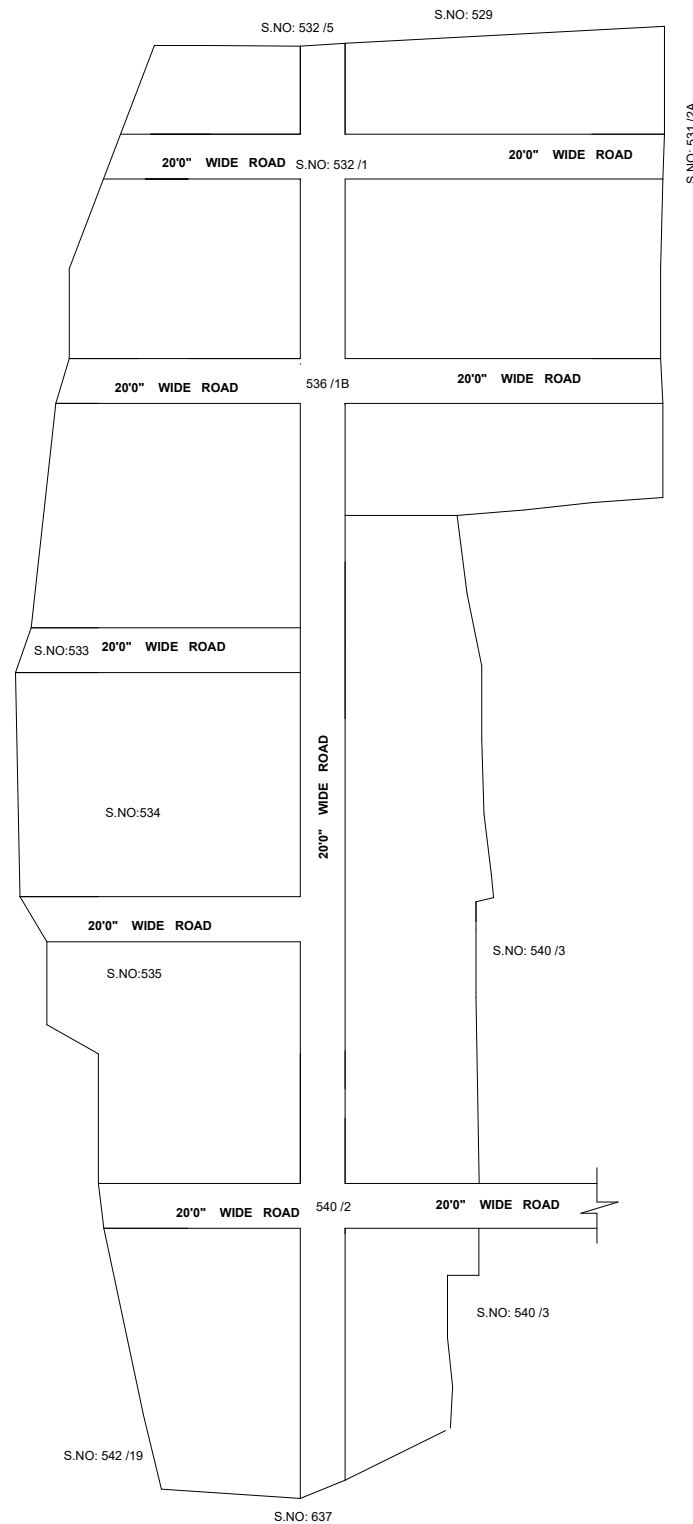 S.NO: 529
S.NO: 532 /5
S.NO: 531 /2A
20'0" WIDE ROAD
S.NO: 532 /1
20'0" WIDE ROAD
20'0" WIDE ROAD
536 /1B
20'0" WIDE ROAD
S.NO:533
20'0" WIDE ROAD
20'0" WIDE ROAD
S.NO:534
20'0" WIDE ROAD
S.NO:535
S.NO: 540 /3
20'0" WIDE ROAD
540 /2
20'0" WIDE ROAD
S.NO: 540 /3
S.NO: 542 /19
S.NO: 637